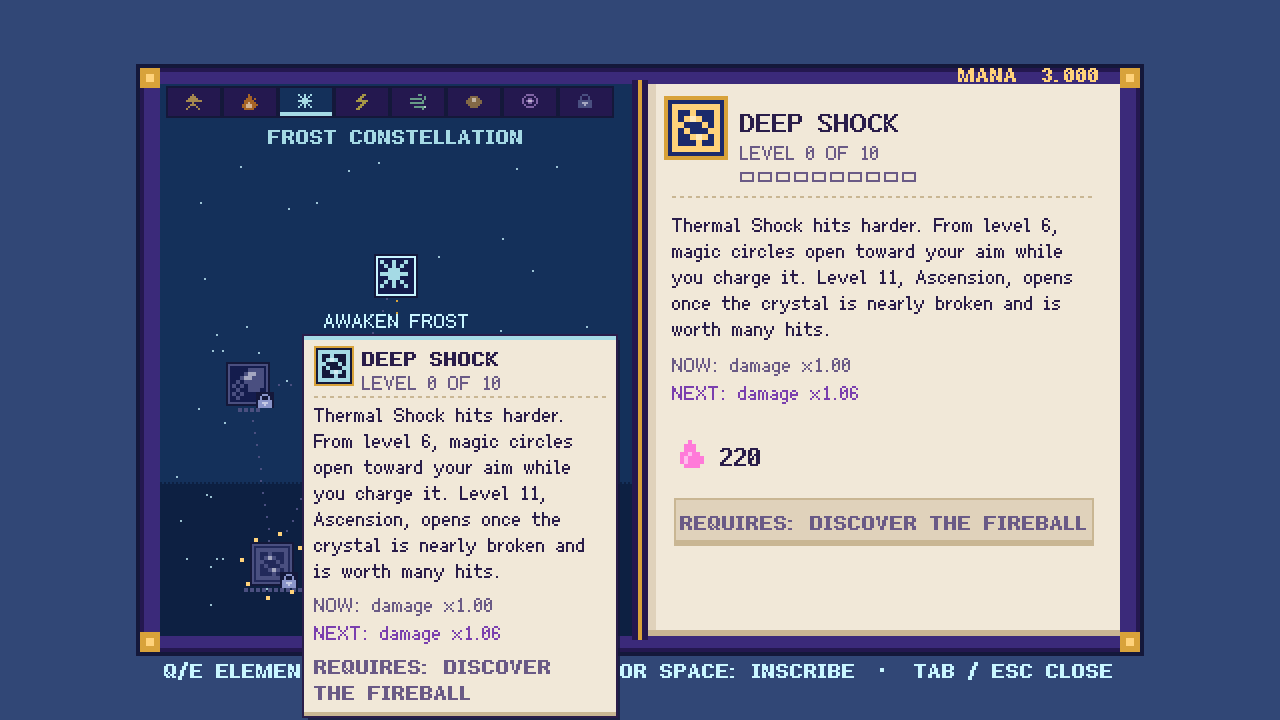 MANA 3.000
FROST CONSTELLATION
AWAKEN FROST
DEEP SHOCK
LEVEL 0 OF 10
Thermal Shock hits harder.
From level 6, magic circles
open toward your aim while
you charge it. Level 11,
Ascension, opens once the
crystal is nearly broken and
is worth many hits.
NOW: damage x1.00
NEXT: damage x1.06
REQUIRES: DISCOVER
THE FIREBALL
DEEP SHOCK
LEVEL 0 OF 10
Thermal Shock hits harder. From level 6,
magic circles open toward your aim while
you charge it. Level 11, Ascension, opens
once the crystal is nearly broken and is
worth many hits.
NOW: damage x1.00
NEXT: damage x1.06
220
REQUIRES: DISCOVER THE FIREBALL
Q/E ELEMEN OR SPACE: INSCRIBE · TAB / ESC CLOSE